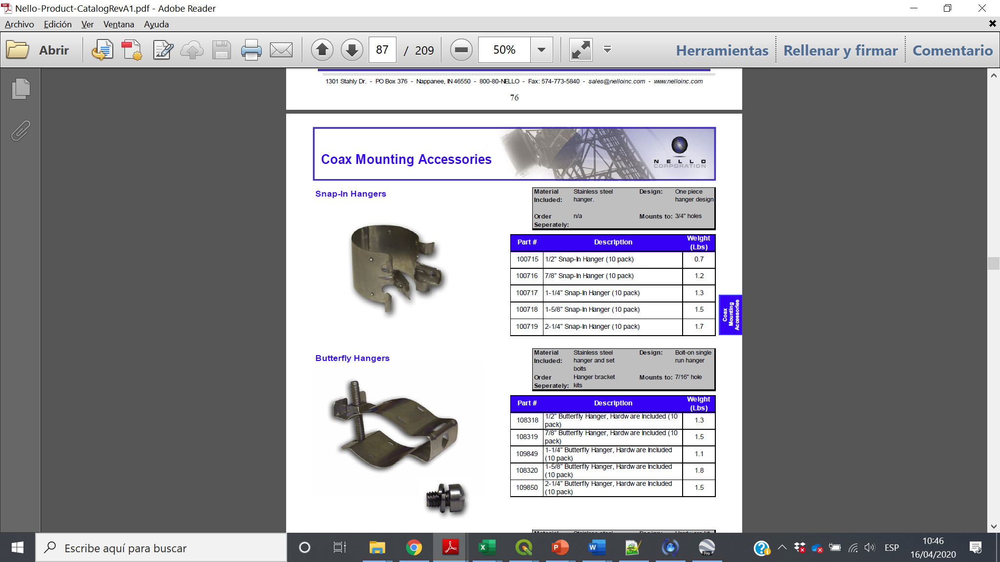 Nello-Product-CatalogRevA1.pdf - Adobe Reader
Archivo Edición Ver Ventana Ayuda
Abrir 87 / 209 50% Herramientas Rellenar y firmar Comentario
1301 Stahly Dr. - PO Box 376 - Nappanee, IN 46550 - 800-80-NELLO - Fax: 574-773-5840 - sales@nelloinc.com - www.nelloinc.com
76
Coax Mounting Accessories
NELLO
CORPORATION
Snap-In Hangers
Material Included: Stainless steel hanger. Design: One piece hanger design
Order Seperately: n/a Mounts to: 3/4" holes
Part # Description Weight (Lbs)
100715 1/2" Snap-In Hanger (10 pack) 0.7
100716 7/8" Snap-In Hanger (10 pack) 1.2
100717 1-1/4" Snap-In Hanger (10 pack) 1.3
100718 1-5/8" Snap-In Hanger (10 pack) 1.5
100719 2-1/4" Snap-In Hanger (10 pack) 1.7
Coax
Mounting
Accessories
Butterfly Hangers
Material Included: Stainless steel hanger and set bolts Design: Bolt-on single run hanger
Order Seperately: Hanger bracket kits Mounts to: 7/16" hole
Part # Description Weight (Lbs)
108318 1/2" Butterfly Hanger, Hardware Included (10 pack) 1.3
108319 7/8" Butterfly Hanger, Hardware Included (10 pack) 1.5
109849 1-1/4" Butterfly Hanger, Hardware Included (10 pack) 1.1
108320 1-5/8" Butterfly Hanger, Hardware Included (10 pack) 1.8
109850 2-1/4" Butterfly Hanger, Hardware Included (10 pack) 1.5
Escribe aquí para buscar
Pro
ESP
10:46
16/04/2020